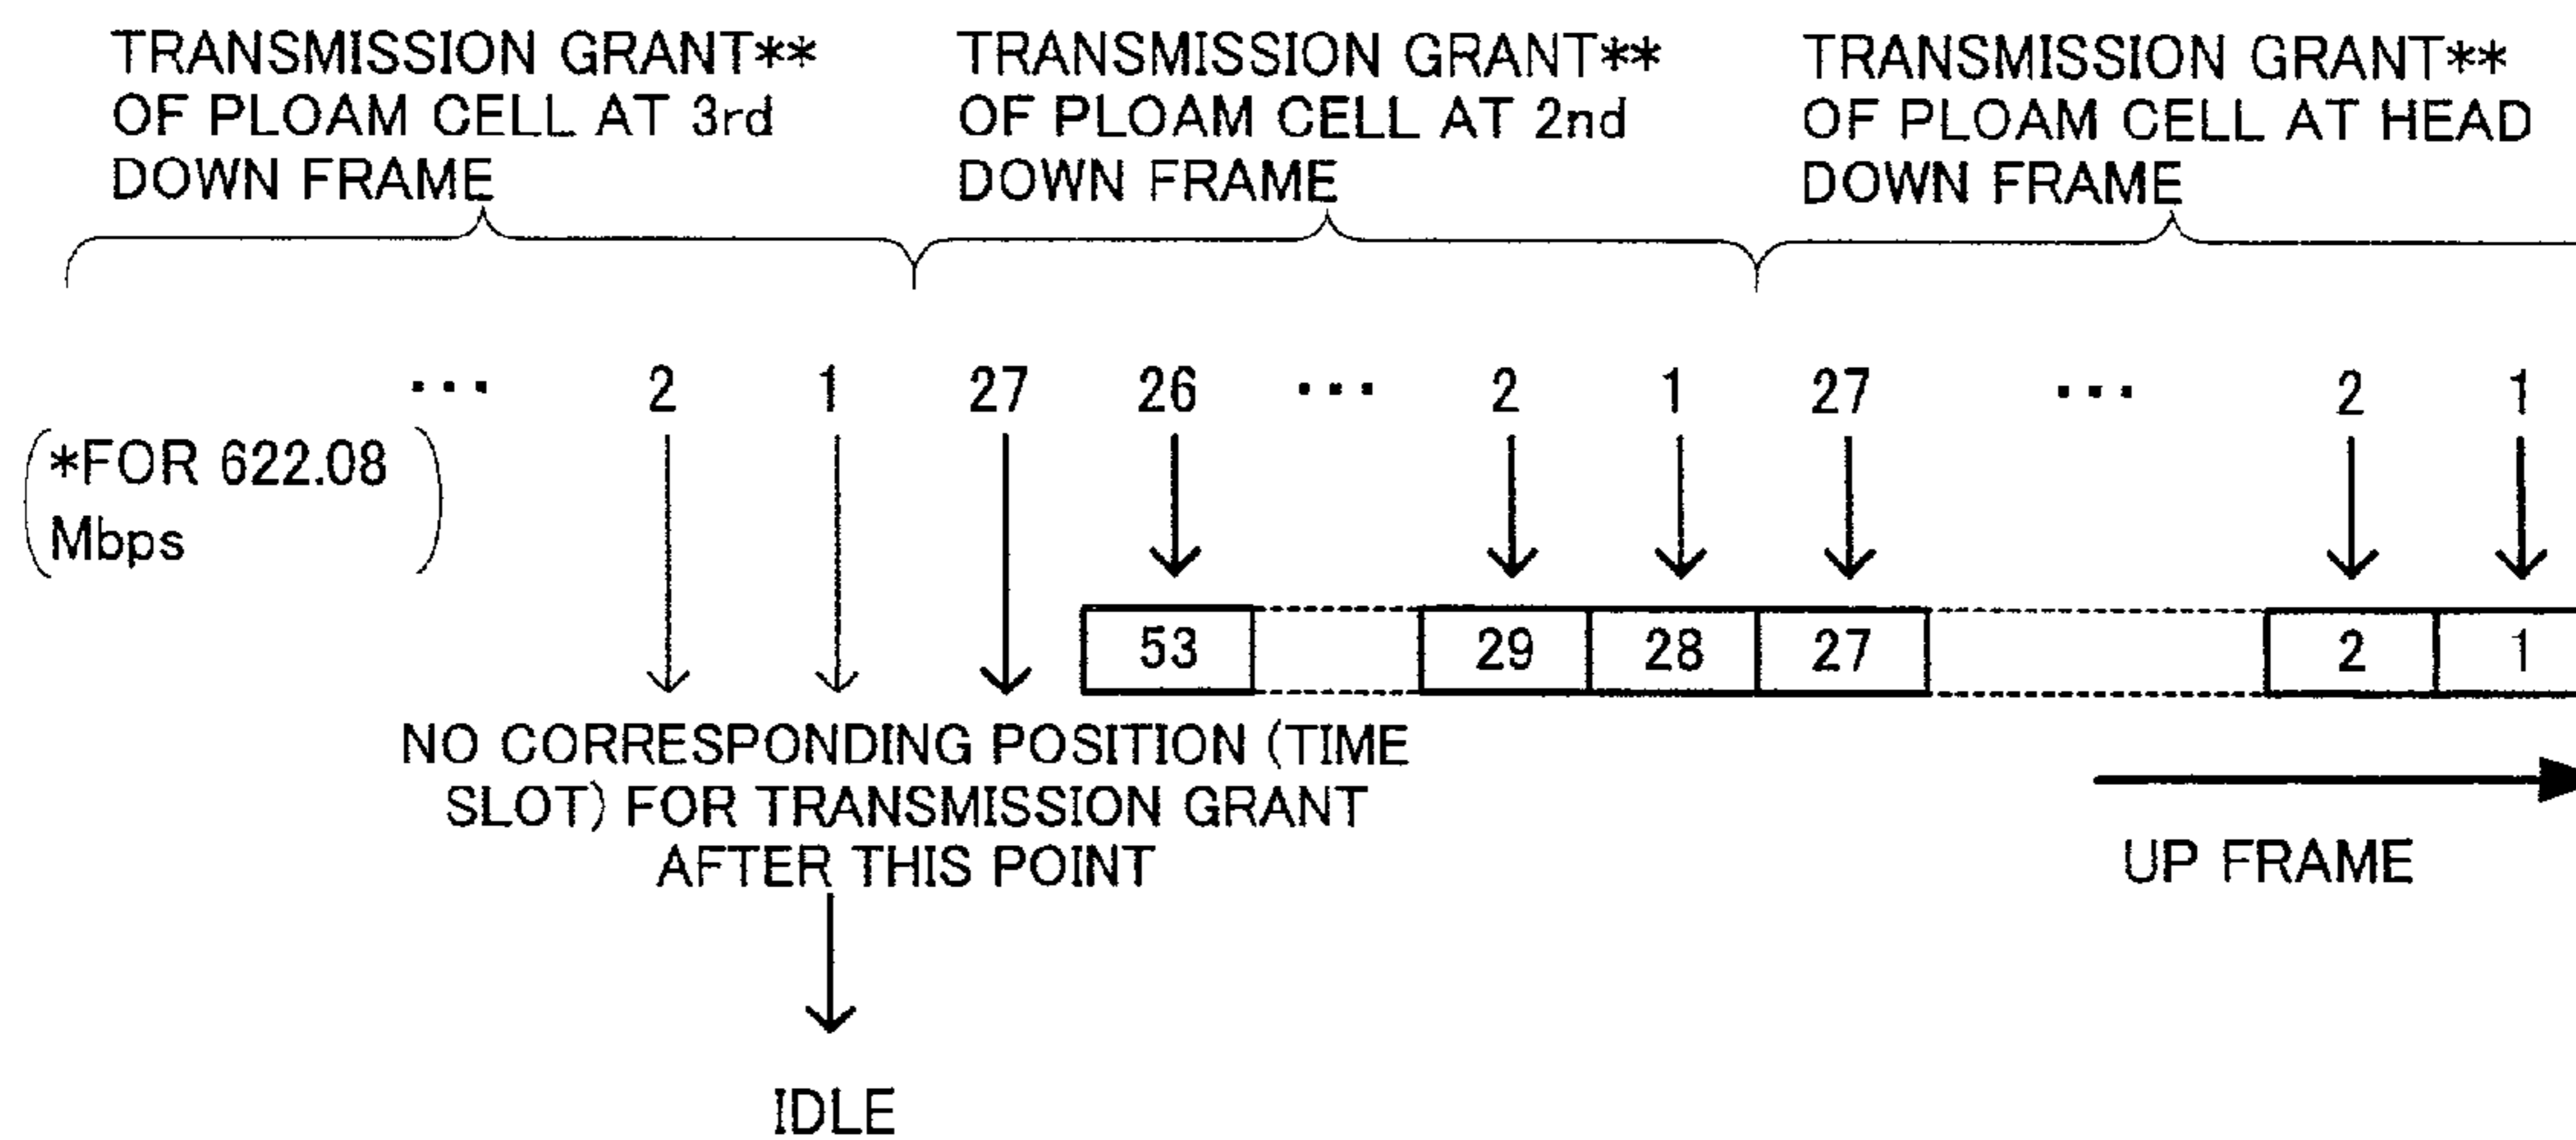 TRANSMISSION GRANT**
OF PLOAM CELL AT 3rd
DOWN FRAME
TRANSMISSION GRANT**
OF PLOAM CELL AT 2nd
DOWN FRAME
TRANSMISSION GRANT**
OF PLOAM CELL AT HEAD
DOWN FRAME
... 2 1 27 26 ... 2 1 27 ... 2 1
(*FOR 622.08
Mbps)
53 29 28 27 2 1
NO CORRESPONDING POSITION (TIME
SLOT) FOR TRANSMISSION GRANT
AFTER THIS POINT
UP FRAME
IDLE